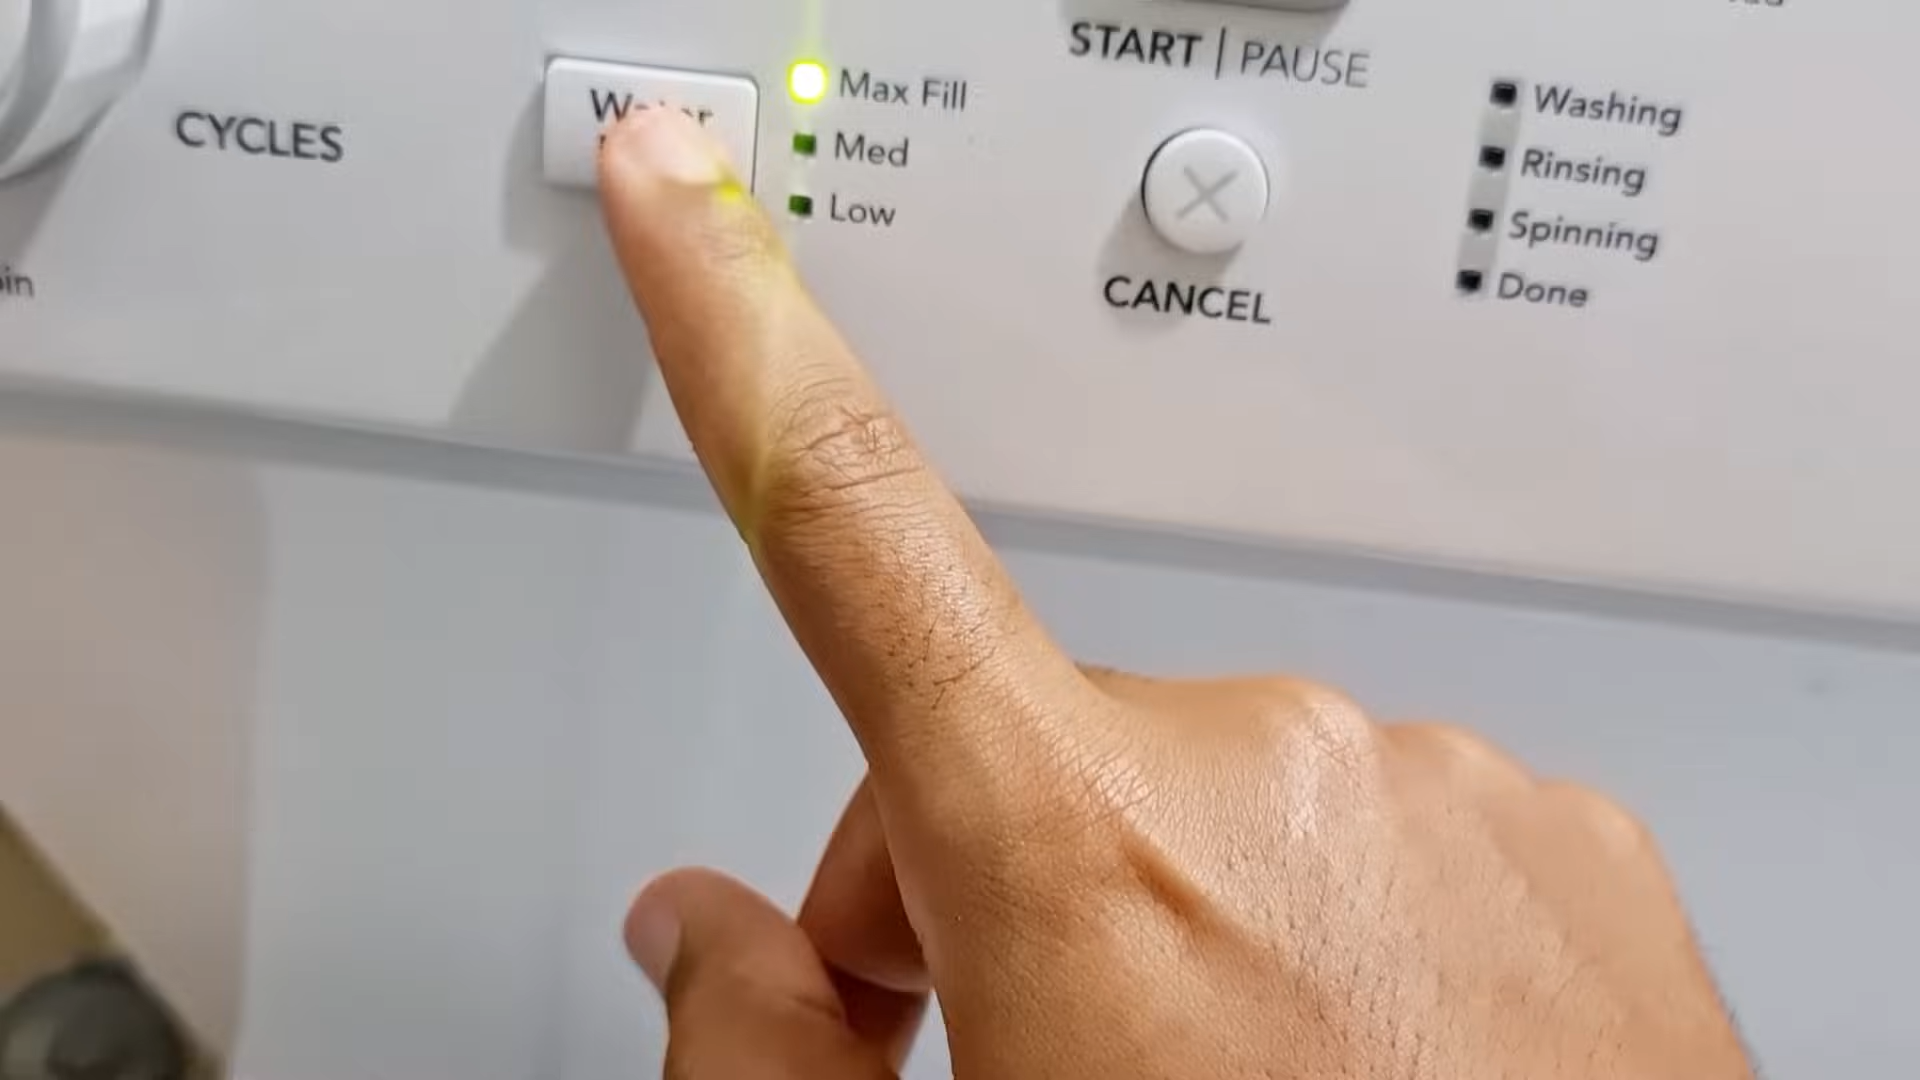 START | PAUSE
Max Fill
Med
Low
CYCLES
Washing
Rinsing
Spinning
Done
CANCEL